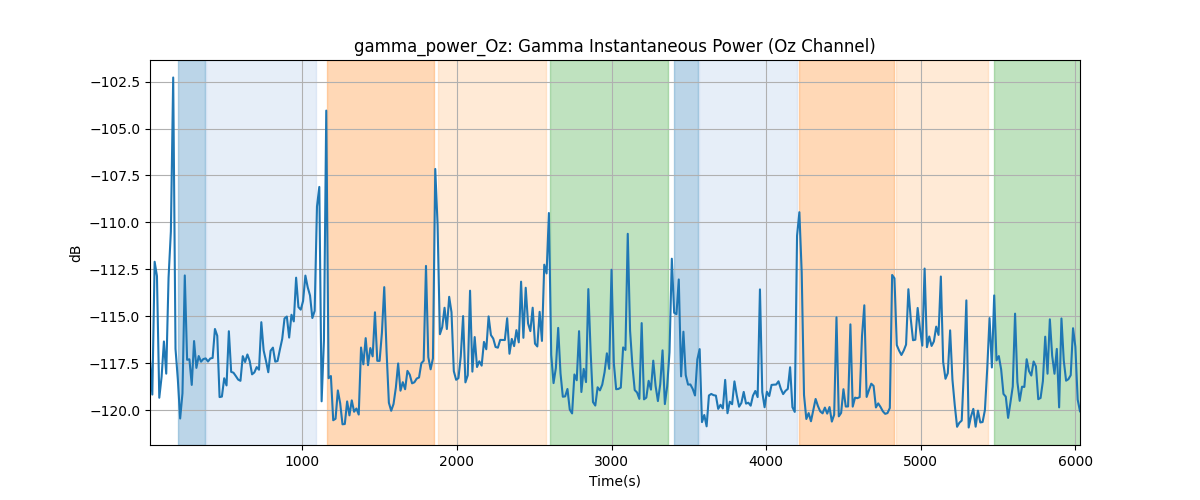 gamma_power_Oz: Gamma Instantaneous Power (Oz Channel)
dB
−102.5
−105.0
−107.5
−110.0
−112.5
−115.0
−117.5
−120.0
1000 2000 3000 4000 5000 6000
Time(s)